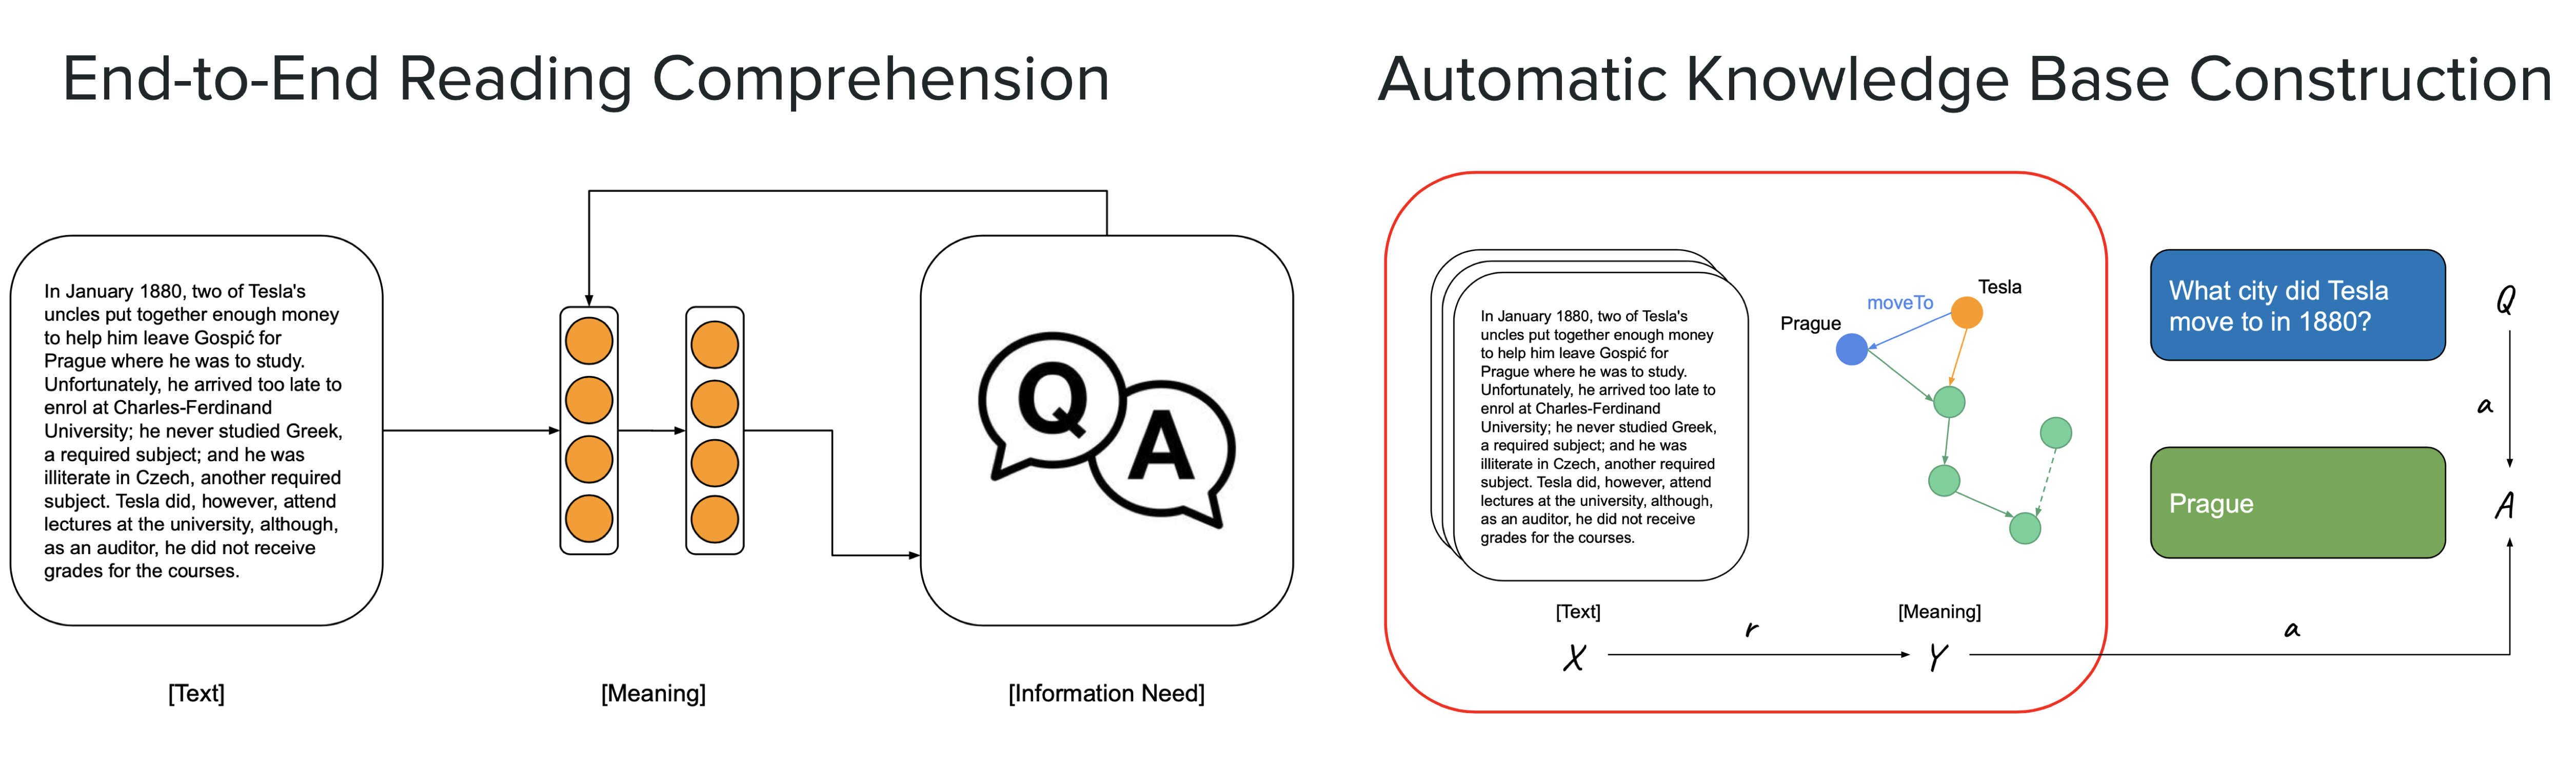 End-to-End Reading Comprehension
In January 1880, two of Tesla's
uncles put together enough money
to help him leave Gospić for
Prague where he was to study.
Unfortunately, he arrived too late to
enrol at Charles-Ferdinand
University; he never studied Greek,
a required subject; and he was
illiterate in Czech, another required
subject. Tesla did, however, attend
lectures at the university, although,
as an auditor, he did not receive
grades for the courses.
Q
A
[Text]
[Meaning]
[Information Need]
Automatic Knowledge Base Construction
In January 1880, two of Tesla's
uncles put together enough money
to help him leave Gospić for
Prague where he was to study.
Unfortunately, he arrived too late to
enrol at Charles-Ferdinand
University; he never studied Greek,
a required subject; and he was
illiterate in Czech, another required
subject. Tesla did, however, attend
lectures at the university, although,
as an auditor, he did not receive
grades for the courses.
Tesla
moveTo
Prague
[Text]
[Meaning]
X
r
Y
a
What city did Tesla
move to in 1880?
Q
a
Prague
A